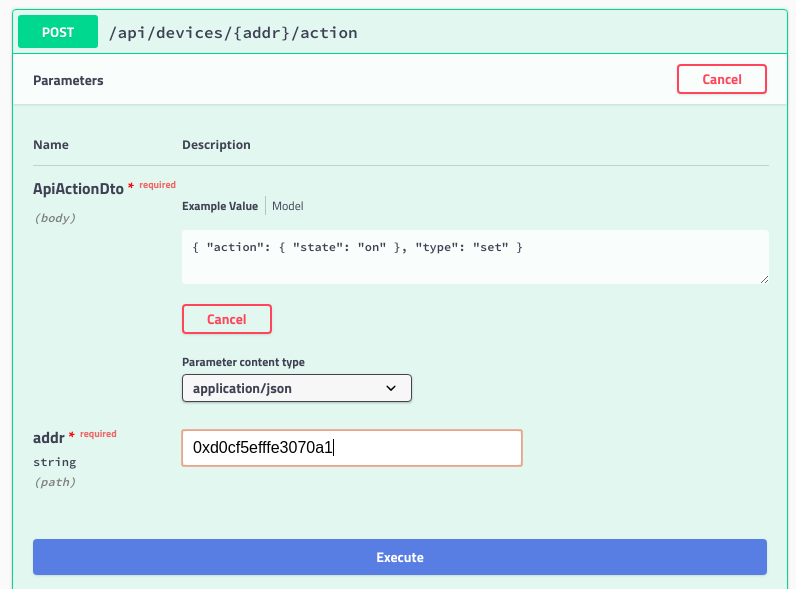 POST /api/devices/{addr}/action
Parameters Cancel
Name Description
ApiActionDto * required
(body)
Example Value Model
{ "action": { "state": "on" }, "type": "set" }
Cancel
Parameter content type
application/json
addr * required
string
(path)
0xd0cf5efffe3070a1
Execute